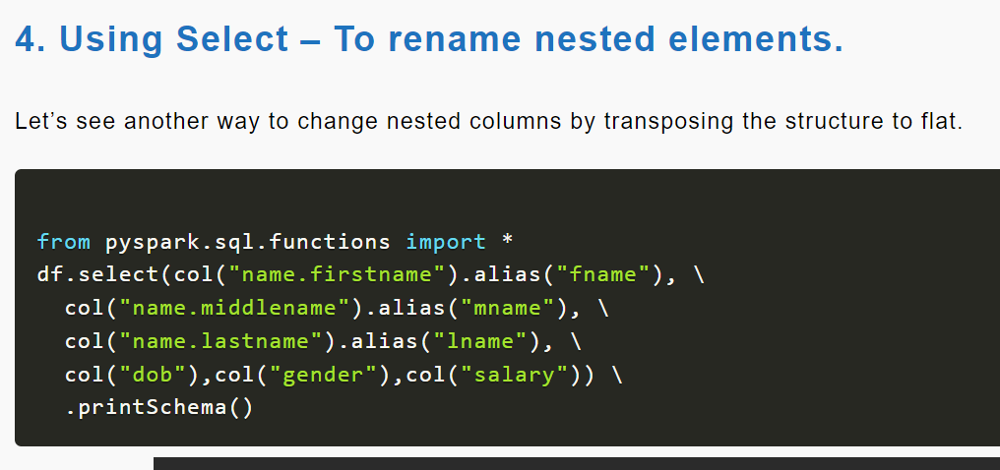 4. Using Select – To rename nested elements.
Let’s see another way to change nested columns by transposing the structure to flat.
from pyspark.sql.functions import *
df.select(col("name.firstname").alias("fname"), \
  col("name.middlename").alias("mname"), \
  col("name.lastname").alias("lname"), \
  col("dob"),col("gender"),col("salary")) \
  .printSchema()